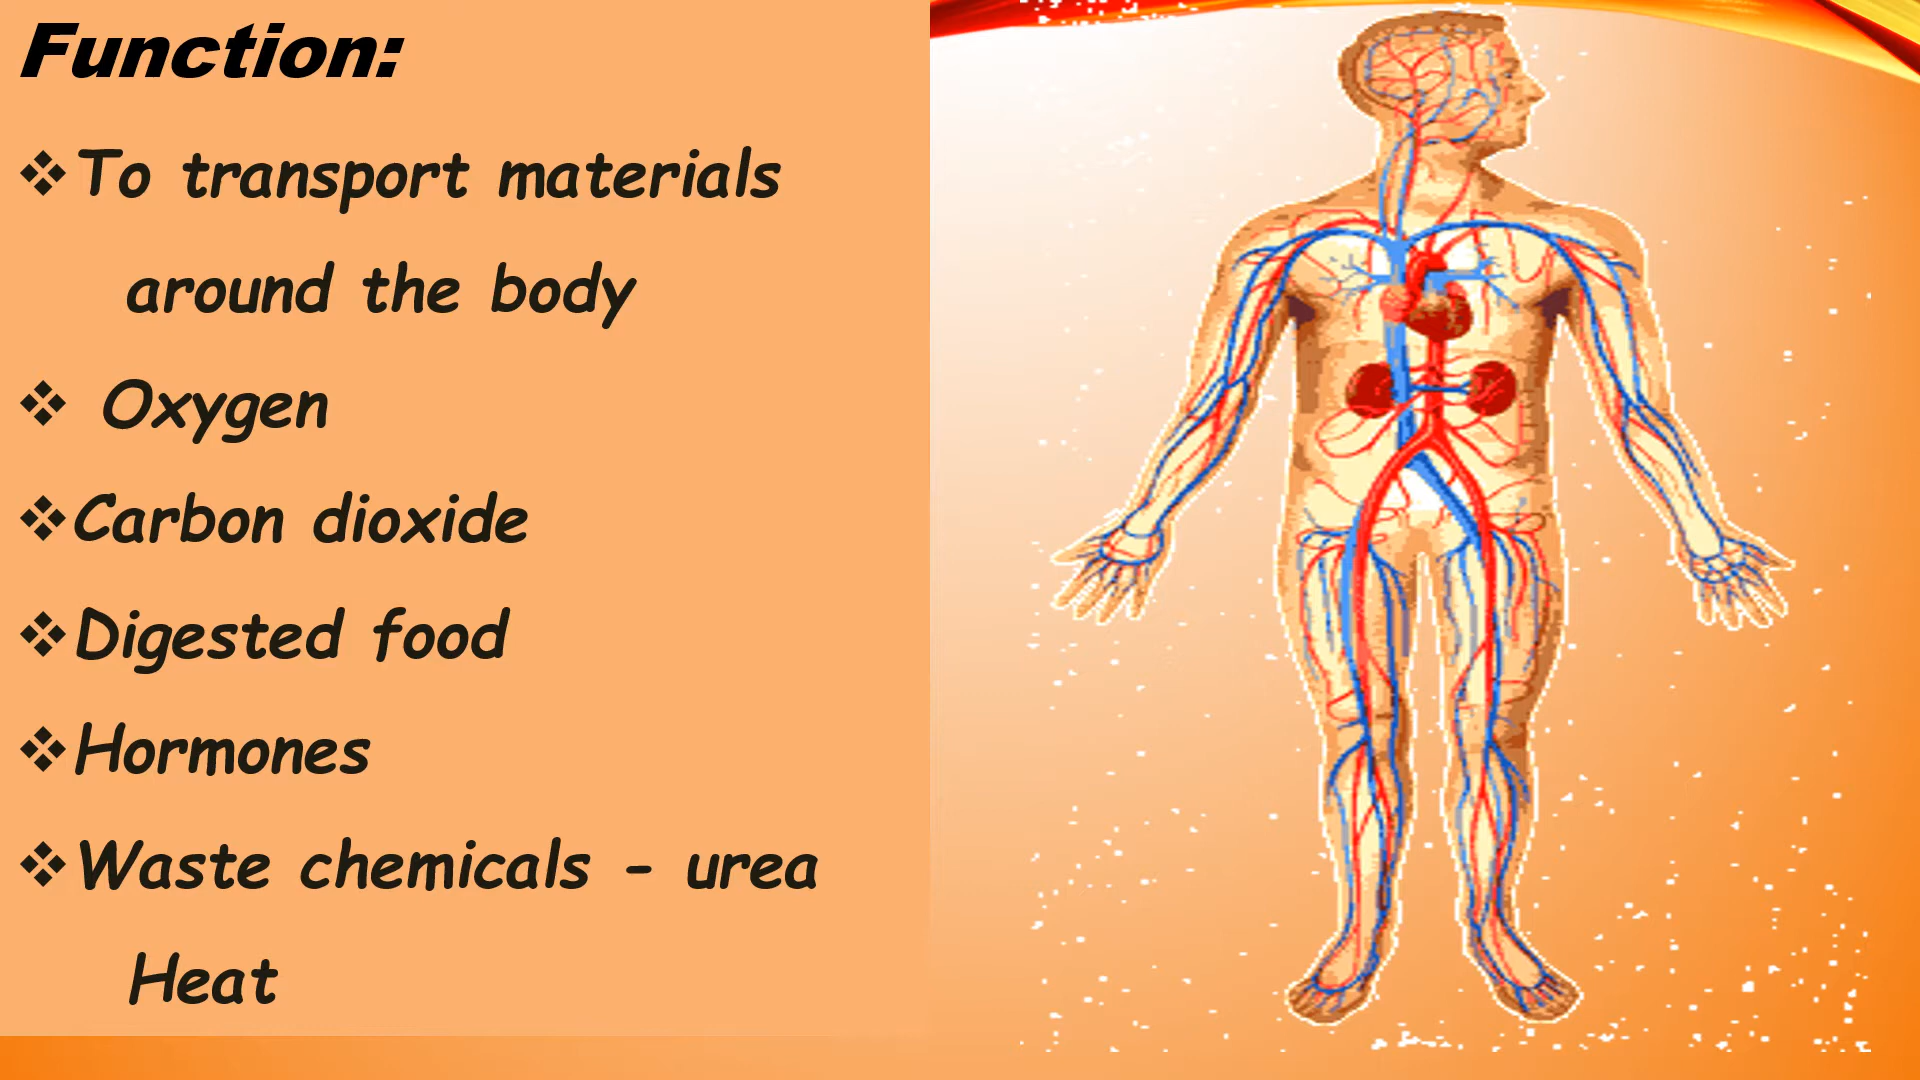 Function:
❖To transport materials
around the body
❖ Oxygen
❖Carbon dioxide
❖Digested food
❖Hormones
❖Waste chemicals - urea
Heat